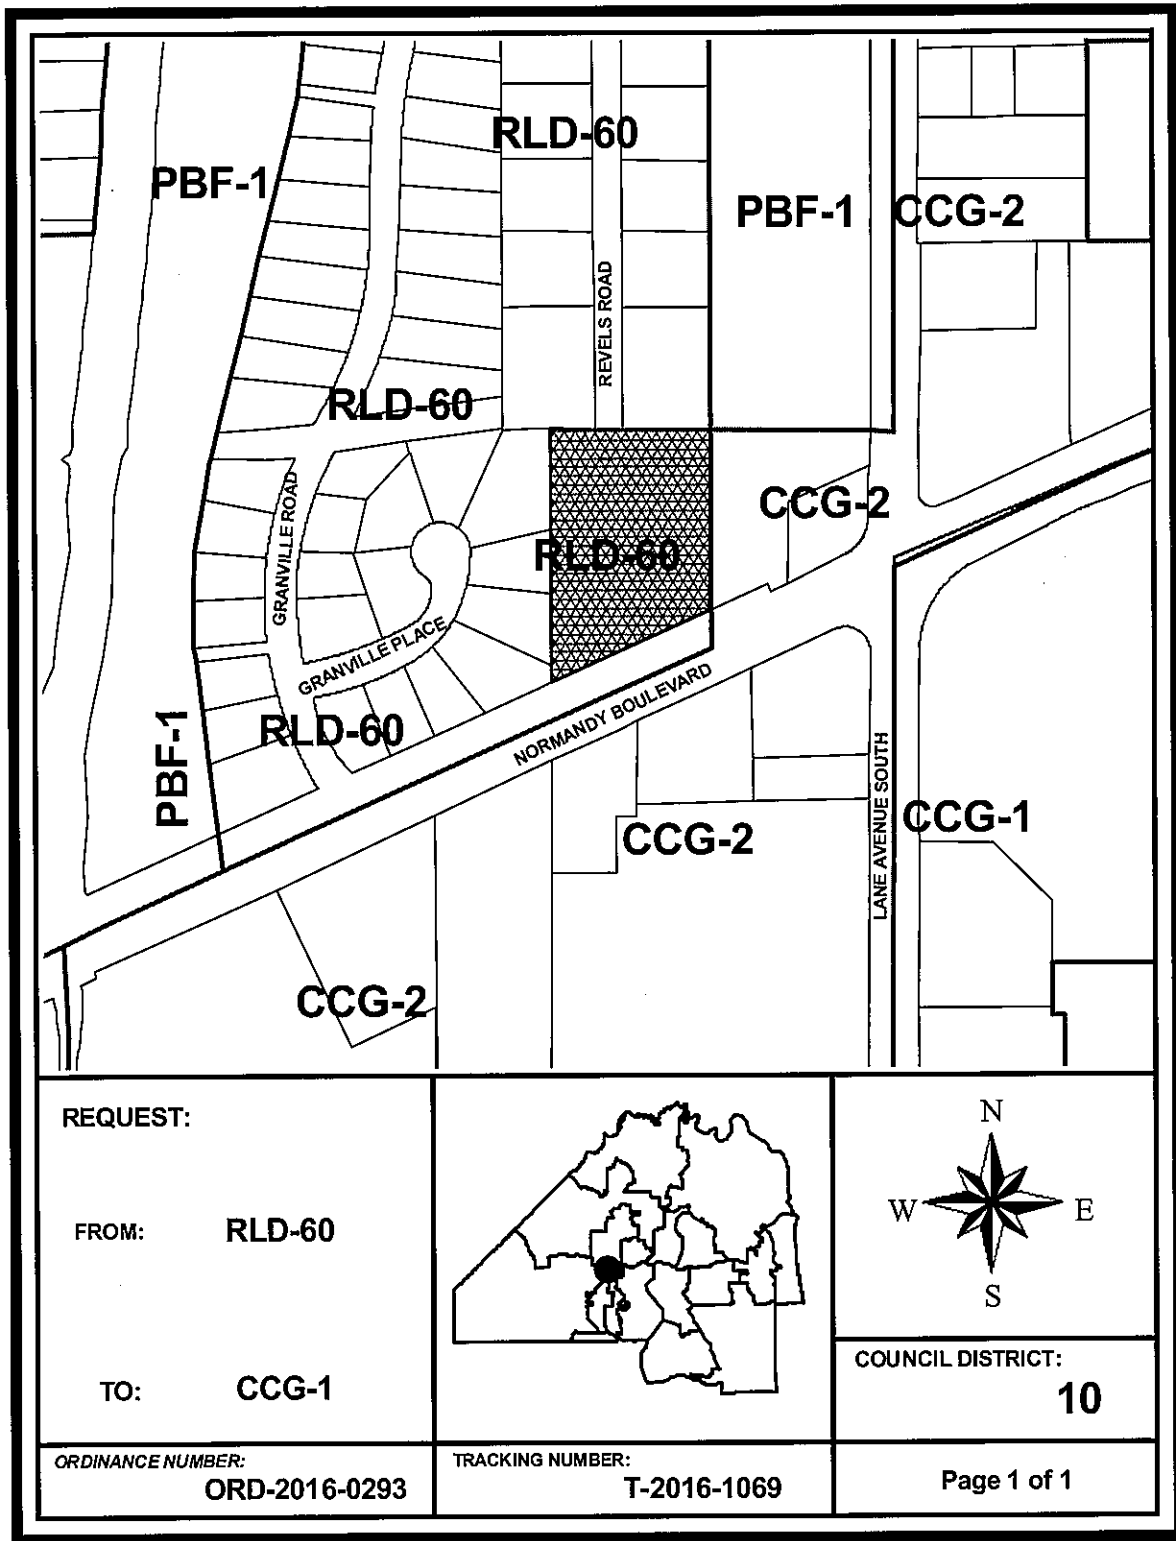 RLD-60
PBF-1
PBF-1
CCG-2
REVELS ROAD
RLD-60
GRANVILLE ROAD
CCG-2
RLD-60
GRANVILLE PLACE
NORMANDY BOULEVARD
RLD-60
PBF-1
LANE AVENUE SOUTH
CCG-1
CCG-2
CCG-2
REQUEST:
FROM: RLD-60
TO: CCG-1
N
W E
S
COUNCIL DISTRICT:
10
ORDINANCE NUMBER:
ORD-2016-0293
TRACKING NUMBER:
T-2016-1069
Page 1 of 1